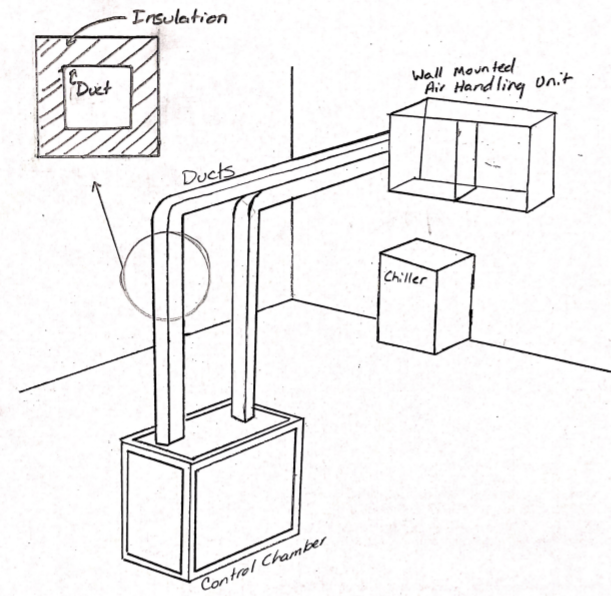 Insulation
Duct
Wall Mounted
Air Handling Unit
Ducts
Chiller
Control Chamber